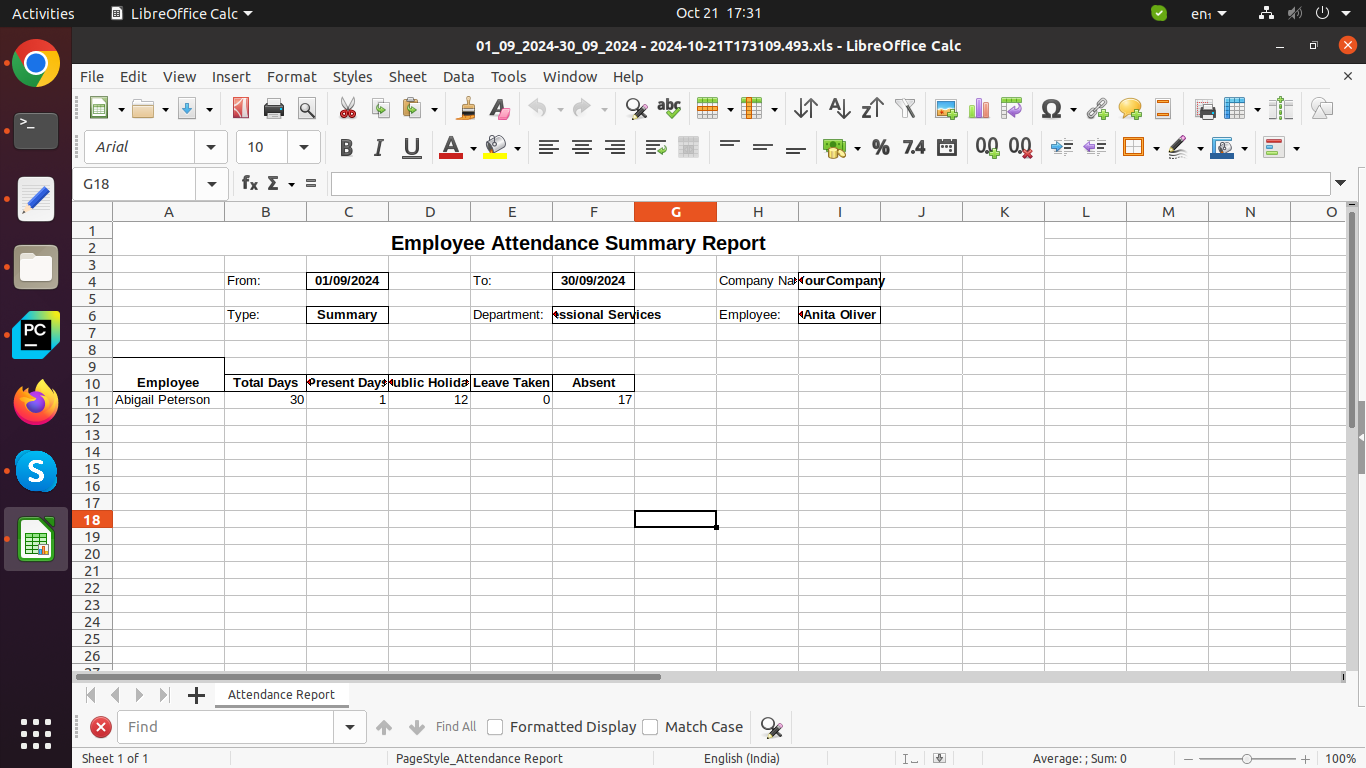 Activities LibreOffice Calc Oct 21 17:31 en₁
01_09_2024-30_09_2024 - 2024-10-21T173109.493.xls - LibreOffice Calc
File Edit View Insert Format Styles Sheet Data Tools Window Help
Arial 10
G18
A B C D E F G H I J K L M N O
1
2 Employee Attendance Summary Report
3
4 From: 01/09/2024 To: 30/09/2024 Company Na ourCompany
5
6 Type: Summary Department: ssional Services Employee: Anita Oliver
7
8
9
10 Employee Total Days Present Days ublic Holida Leave Taken Absent
11 Abigail Peterson 30 1 12 0 17
12
13
14
15
16
17
18
19
20
21
22
23
24
25
26
27
Attendance Report
Find Find All Formatted Display Match Case
Sheet 1 of 1 PageStyle_Attendance Report English (India) Average: ; Sum: 0 100%